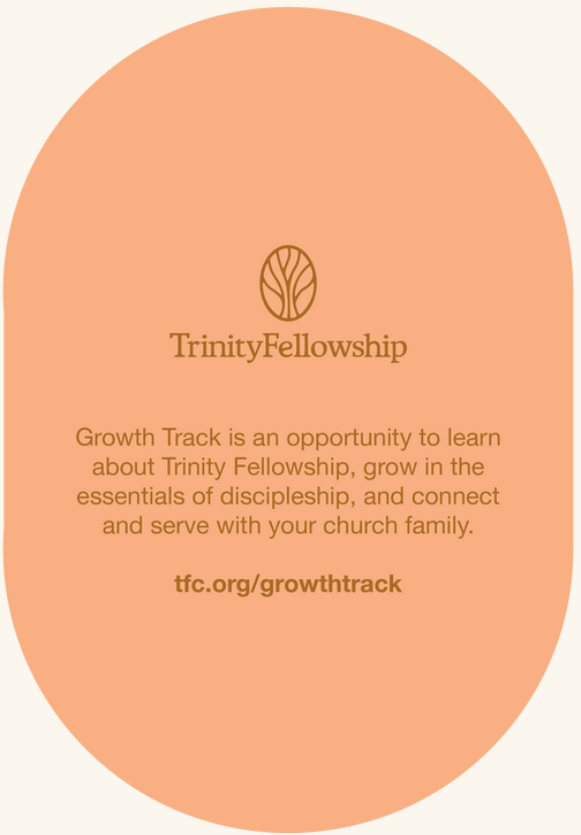 TrinityFellowship
Growth Track is an opportunity to learn
about Trinity Fellowship, grow in the
essentials of discipleship, and connect
and serve with your church family.
tfc.org/growthtrack